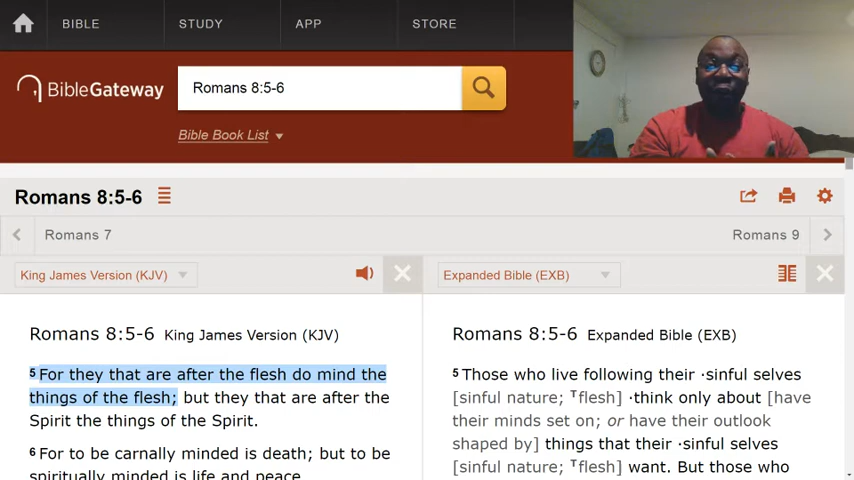 BIBLE STUDY APP STORE
BibleGateway
Romans 8:5-6
Bible Book List
Romans 8:5-6
Romans 7
Romans 9
King James Version (KJV)
Expanded Bible (EXB)
Romans 8:5-6 King James Version (KJV)
5 For they that are after the flesh do mind the
things of the flesh; but they that are after the
Spirit the things of the Spirit.
6 For to be carnally minded is death; but to be
spiritually minded is life and peace.
Romans 8:5-6 Expanded Bible (EXB)
5 Those who live following their ·sinful selves
[sinful nature; ᵀflesh] ·think only about [have
their minds set on; or have their outlook
shaped by] things that their ·sinful selves
[sinful nature; ᵀflesh] want. But those who